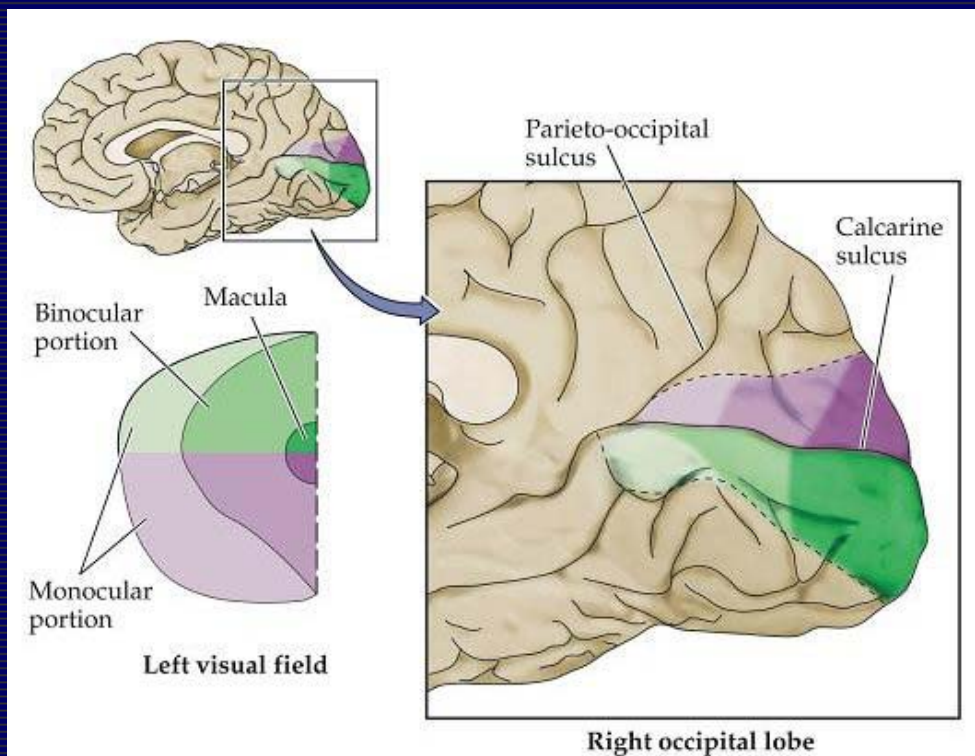 Parieto-occipital
sulcus
Calcarine
sulcus
Macula
Binocular
portion
Monocular
portion
Left visual field
Right occipital lobe